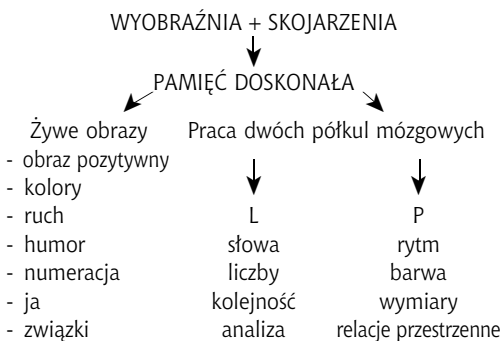 WYOBRAŹNIA + SKOJARZENIA
PAMIĘĆ DOSKONAŁA
Żywe obrazy
- obraz pozytywny
- kolory
- ruch
- humor
- numeracja
- ja
- związki
Praca dwóch półkul mózgowych
L
słowa
liczby
kolejność
analiza
P
rytm
barwa
wymiary
relacje przestrzenne